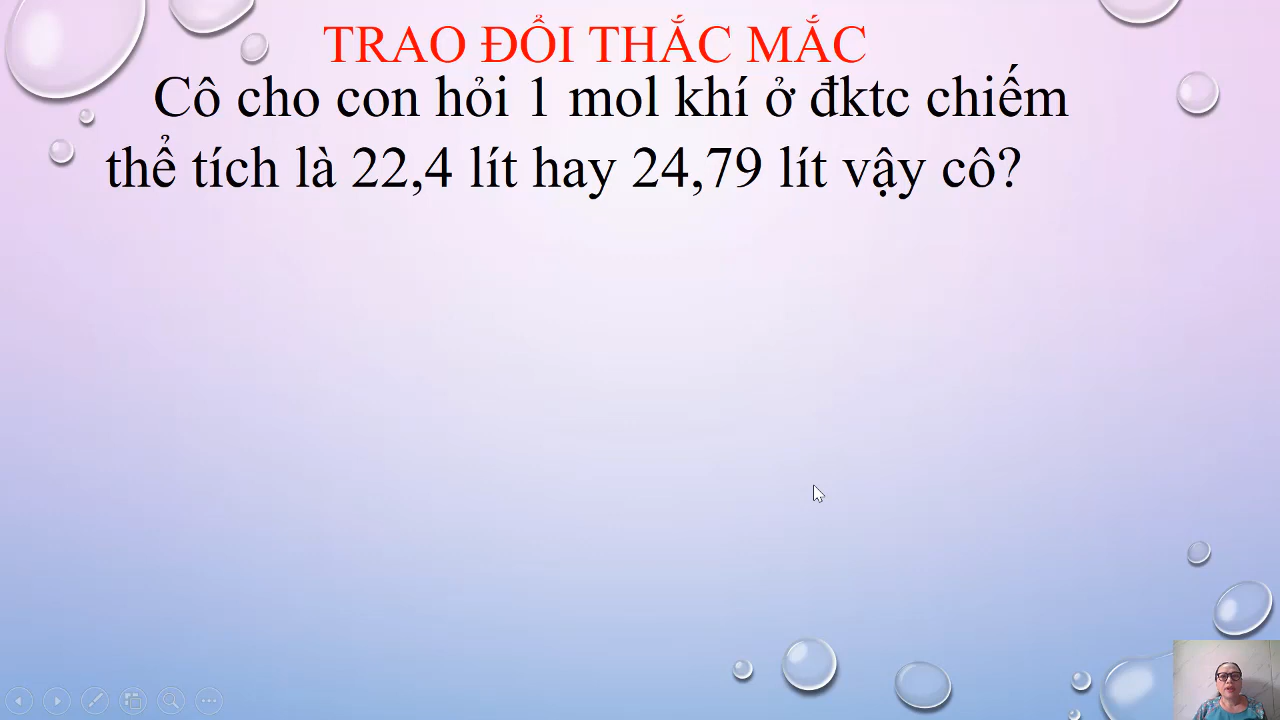 TRAO ĐỔI THẮC MẮC
Cô cho con hỏi 1 mol khí ở đktc chiếm
thể tích là 22,4 lít hay 24,79 lít vậy cô?